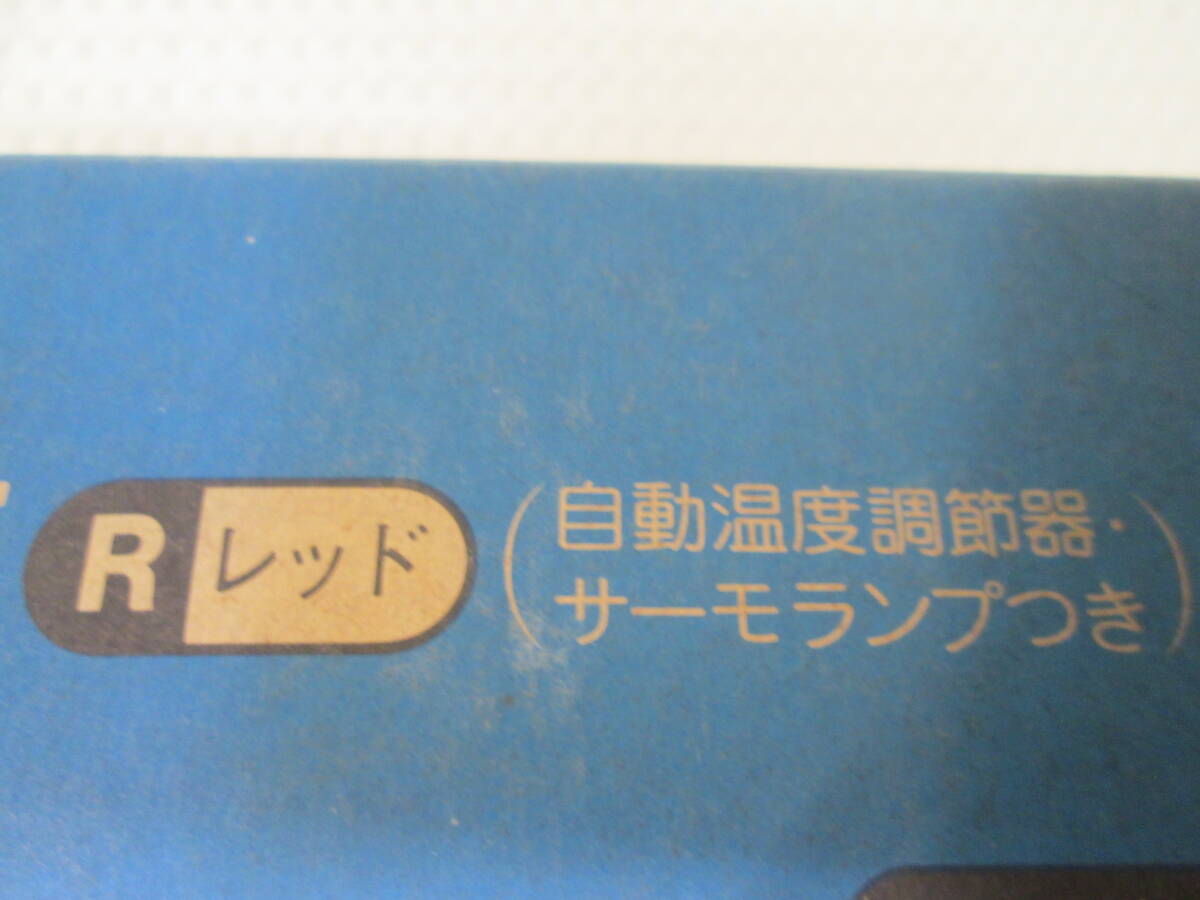 R レッド
(自動温度調節器・
サーモランプつき)